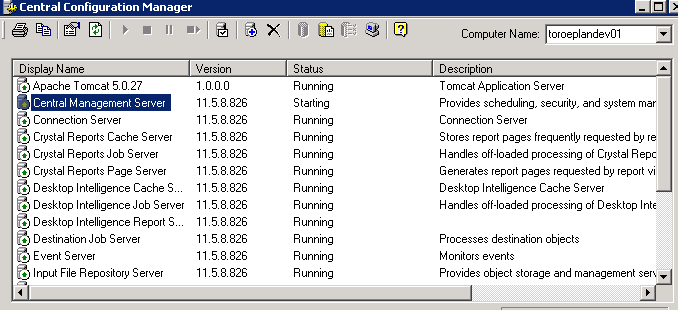 Central Configuration Manager
Computer Name: toroeplandev01
Display Name Version Status Description
Apache Tomcat 5.0.27 1.0.0.0 Running Tomcat Application Server
Central Management Server 11.5.8.826 Starting Provides scheduling, security, and system mar
Connection Server 11.5.8.826 Running Connection Server
Crystal Reports Cache Server 11.5.8.826 Running Stores report pages frequently requested by re
Crystal Reports Job Server 11.5.8.826 Running Handles off-loaded processing of Crystal Repo
Crystal Reports Page Server 11.5.8.826 Running Generates report pages requested by report vi
Desktop Intelligence Cache S... 11.5.8.826 Running Desktop Intelligence Cache Server
Desktop Intelligence Job Server 11.5.8.826 Running Handles off-loaded processing of Desktop Inte
Desktop Intelligence Report S... 11.5.8.826 Running
Destination Job Server 11.5.8.826 Running Processes destination objects
Event Server 11.5.8.826 Running Monitors events
Input File Repository Server 11.5.8.826 Running Provides object storage and management serv